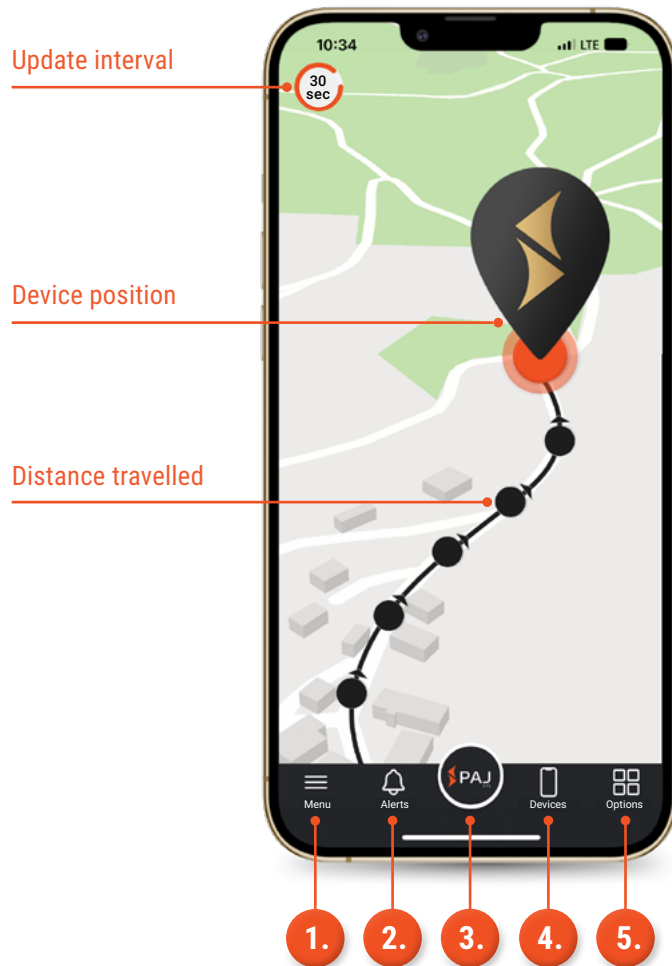 Update interval
10:34
LTE
30
sec
Device position
Distance travelled
PAJ
Menu
Alerts
Devices
Options
1.
2.
3.
4.
5.